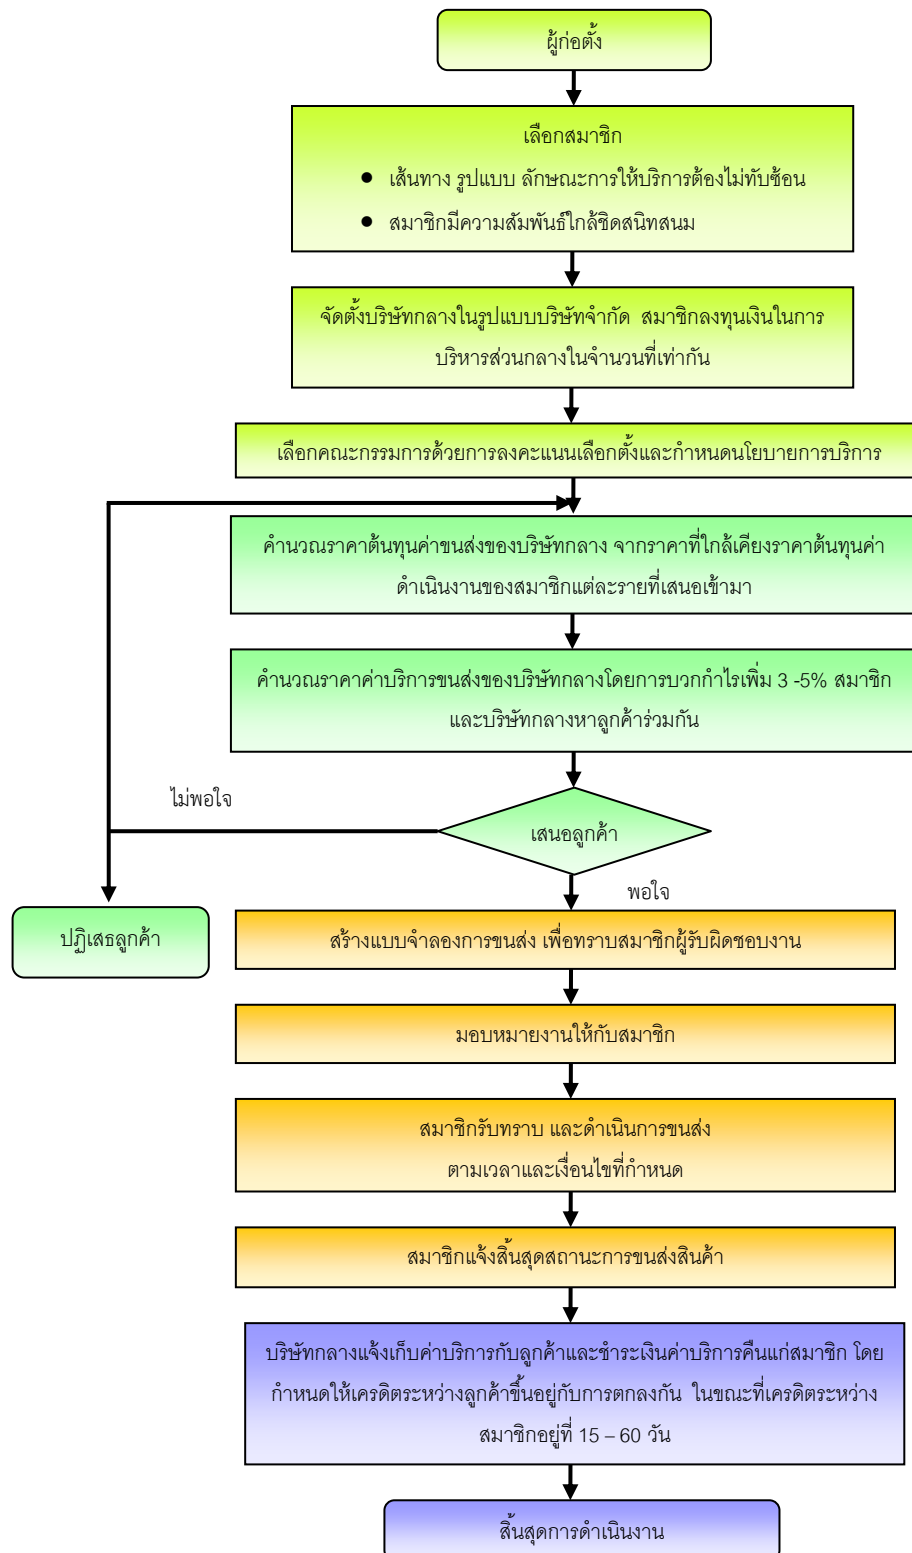 ผู้ก่อตั้ง
เลือกสมาชิก
● เส้นทาง รูปแบบ ลักษณะการให้บริการต้องไม่ทับซ้อน
● สมาชิกมีความสัมพันธ์ใกล้ชิดสนิทสนม
จัดตั้งบริษัทกลางในรูปแบบบริษัทจำกัด สมาชิกลงทุนเงินในการ
บริหารส่วนกลางในจำนวนที่เท่ากัน
เลือกคณะกรรมการด้วยการลงคะแนนเลือกตั้งและกำหนดนโยบายการบริการ
คำนวณราคาต้นทุนค่าขนส่งของบริษัทกลาง จากราคาที่ใกล้เคียงราคาต้นทุนค่า
ดำเนินงานของสมาชิกแต่ละรายที่เสนอเข้ามา
คำนวณราคาค่าบริการขนส่งของบริษัทกลางโดยการบวกกำไรเพิ่ม 3 -5% สมาชิก
และบริษัทกลางหาลูกค้าร่วมกัน
ไม่พอใจ
เสนอลูกค้า
พอใจ
ปฏิเสธลูกค้า
สร้างแบบจำลองการขนส่ง เพื่อทราบสมาชิกผู้รับผิดชอบงาน
มอบหมายงานให้กับสมาชิก
สมาชิกรับทราบ และดำเนินการขนส่ง
ตามเวลาและเงื่อนไขที่กำหนด
สมาชิกแจ้งสิ้นสุดสถานะการขนส่งสินค้า
บริษัทกลางแจ้งเก็บค่าบริการกับลูกค้าและชำระเงินค่าบริการคืนแก่สมาชิก โดย
กำหนดให้เครดิตระหว่างลูกค้าขึ้นอยู่กับการตกลงกัน ในขณะที่เครดิตระหว่าง
สมาชิกอยู่ที่ 15 – 60 วัน
สิ้นสุดการดำเนินงาน